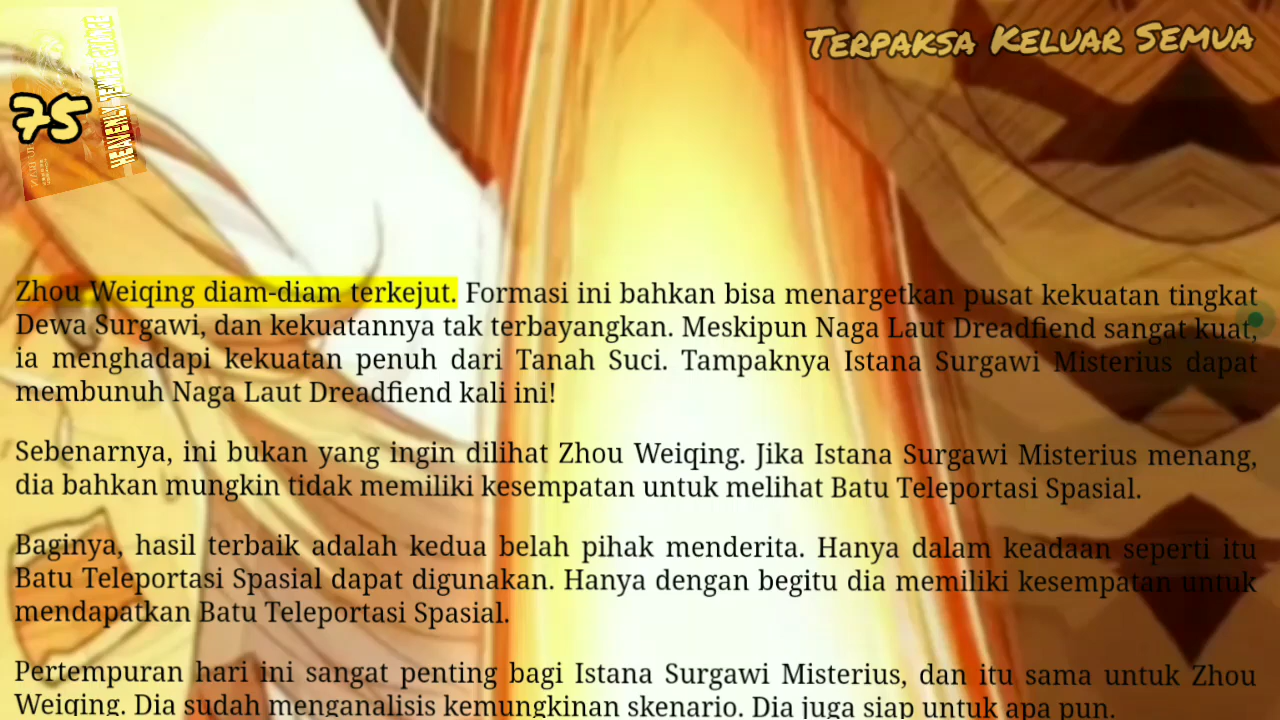 Terpaksa Keluar Semua
75
HEAVENLY JEWEL CHANGE
Zhou Weiqing diam-diam terkejut. Formasi ini bahkan bisa menargetkan pusat kekuatan tingkat
Dewa Surgawi, dan kekuatannya tak terbayangkan. Meskipun Naga Laut Dreadfiend sangat kuat,
ia menghadapi kekuatan penuh dari Tanah Suci. Tampaknya Istana Surgawi Misterius dapat
membunuh Naga Laut Dreadfiend kali ini!
Sebenarnya, ini bukan yang ingin dilihat Zhou Weiqing. Jika Istana Surgawi Misterius menang,
dia bahkan mungkin tidak memiliki kesempatan untuk melihat Batu Teleportasi Spasial.
Baginya, hasil terbaik adalah kedua belah pihak menderita. Hanya dalam keadaan seperti itu
Batu Teleportasi Spasial dapat digunakan. Hanya dengan begitu dia memiliki kesempatan untuk
mendapatkan Batu Teleportasi Spasial.
Pertempuran hari ini sangat penting bagi Istana Surgawi Misterius, dan itu sama untuk Zhou
Weiqing. Dia sudah menganalisis kemungkinan skenario. Dia juga siap untuk apa pun.